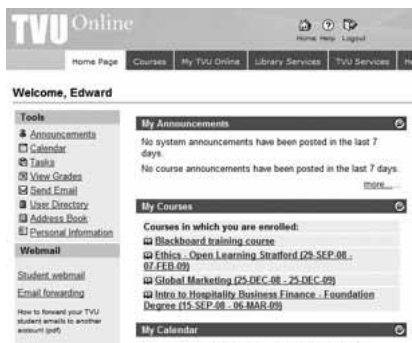 TVU Online
Home Help Logout
Home Page Courses My TVU Online Library Services TVU Services
Welcome, Edward
Tools
Announcements
Calendar
Tasks
View Grades
Send Email
User Directory
Address Book
Personal Information
Webmail
Student webmail
Email forwarding
How to forward your TVU
student emails to another
account (pdf)
My Announcements
No system announcements have been posted in the last 7
days.
No course announcements have been posted in the last 7 days.
more...
My Courses
Courses in which you are enrolled:
Blackboard training course
Ethics - Open Learning Stratford (29-SEP-08 -
07-FEB-09)
Global Marketing (25-DEC-08 - 25-DEC-09)
Intro to Hospitality Business Finance - Foundation
Degree (15-SEP-08 - 06-MAR-09)
My Calendar